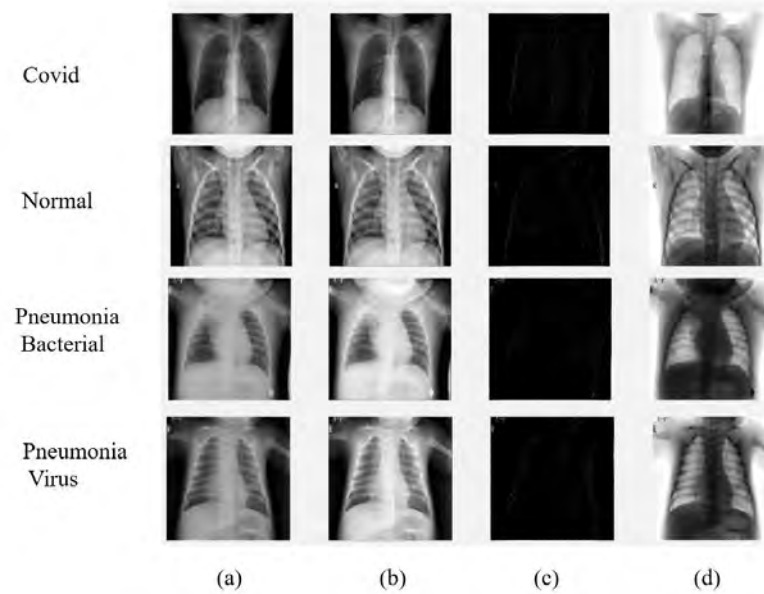 Covid
Normal
Pneumonia
Bacterial
Pneumonia
Virus
(a) (b) (c) (d)